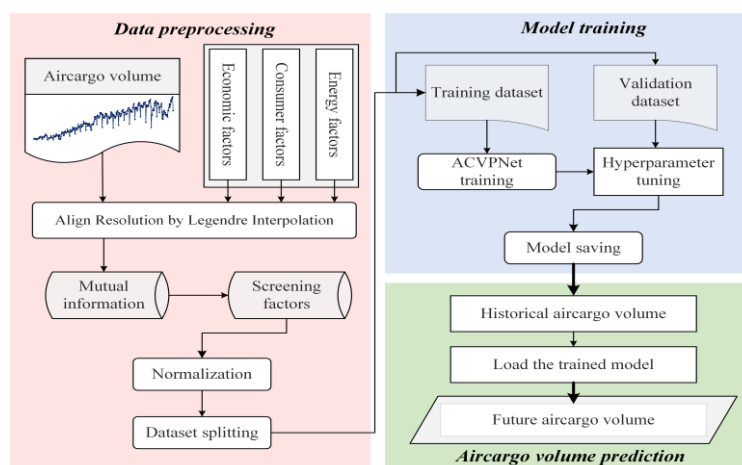 Data preprocessing
Aircargo volume
Economic factors
Consumer factors
Energy factors
Align Resolution by Legendre Interpolation
Mutual
information
Screening
factors
Normalization
Dataset splitting
Model training
Training dataset
Validation
dataset
ACVPNet
training
Hyperparameter
tuning
Model saving
Historical aircargo volume
Load the trained model
Future aircargo volume
Aircargo volume prediction